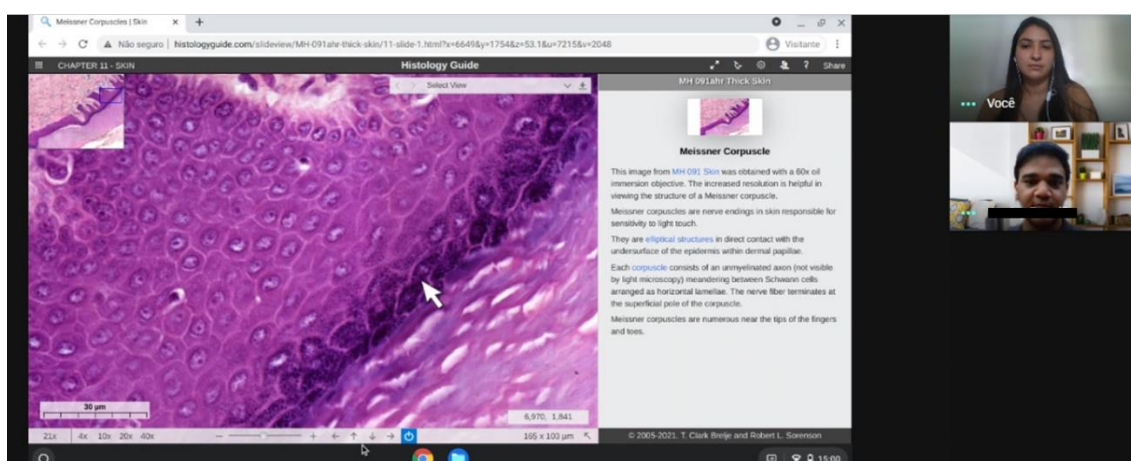 Meissner Corpuscles | Skin
Não seguro | histologyguide.com/slideview/MH-091ahr-thick-skin/11-slide-1.html?x=6649&y=1754&z=53.1&u=7215&v=2048
Visitante
CHAPTER 11 - SKIN
Histology Guide
? Share
Select View
MH 091ahr Thick Skin
Meissner Corpuscle
This image from MH 091 Skin was obtained with a 60x oil
immersion objective. The increased resolution is helpful in
viewing the structure of a Meissner corpuscle.
Meissner corpuscles are nerve endings in skin responsible for
sensitivity to light touch.
They are elliptical structures in direct contact with the
undersurface of the epidermis within dermal papillae.
Each corpuscle consists of an unmyelinated axon (not visible
by light microscopy) meandering between Schwann cells
arranged as horizontal lamellae. The nerve fiber terminates at
the superficial pole of the corpuscle.
Meissner corpuscles are numerous near the tips of the fingers
and toes.
30 µm
6,970, 1,841
21x 4x 10x 20x 40x
165 x 103 µm
© 2005-2021, T. Clark Brelje and Robert L. Sorenson
15:00
Você